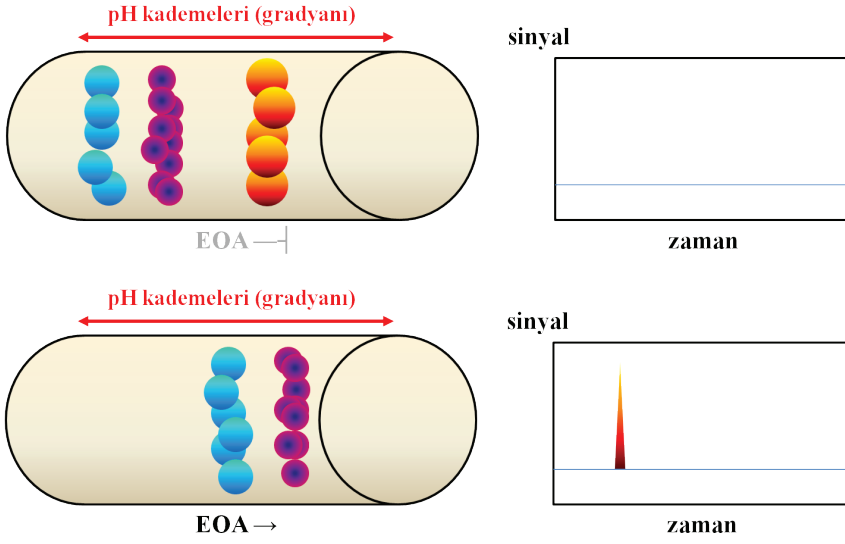 pH kademeleri (gradyanı)
sinyal
EOA
zaman
pH kademeleri (gradyanı)
sinyal
EOA →
zaman